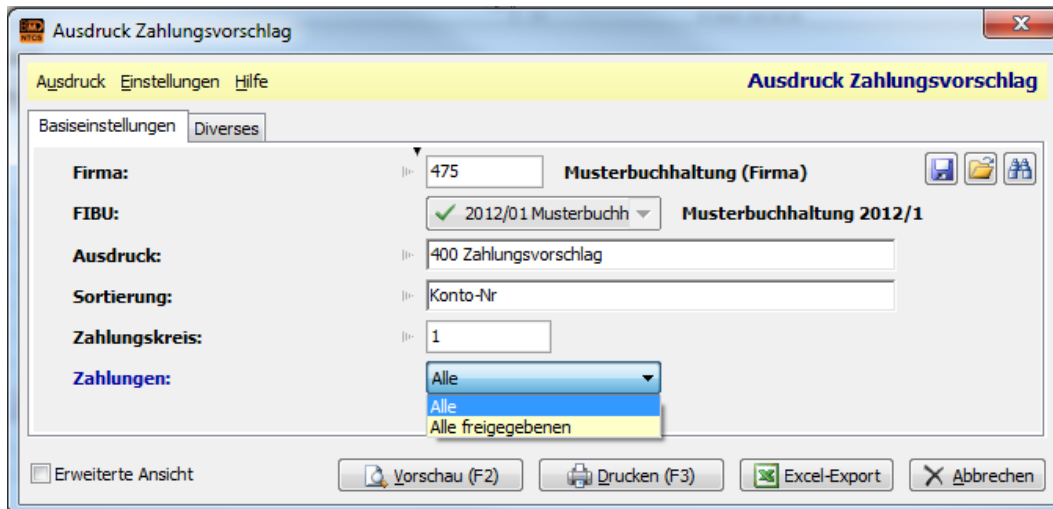 BMD
NTCS
Ausdruck Zahlungsvorschlag
Ausdruck Einstellungen Hilfe Ausdruck Zahlungsvorschlag
Basiseinstellungen Diverses
Firma: 475 Musterbuchhaltung (Firma)
FIBU: 2012/01 Musterbuchh Musterbuchhaltung 2012/1
Ausdruck: 400 Zahlungsvorschlag
Sortierung: Konto-Nr
Zahlungskreis: 1
Zahlungen: Alle
Alle
Alle freigegebenen
Erweiterte Ansicht Vorschau (F2) Drucken (F3) Excel-Export Abbrechen